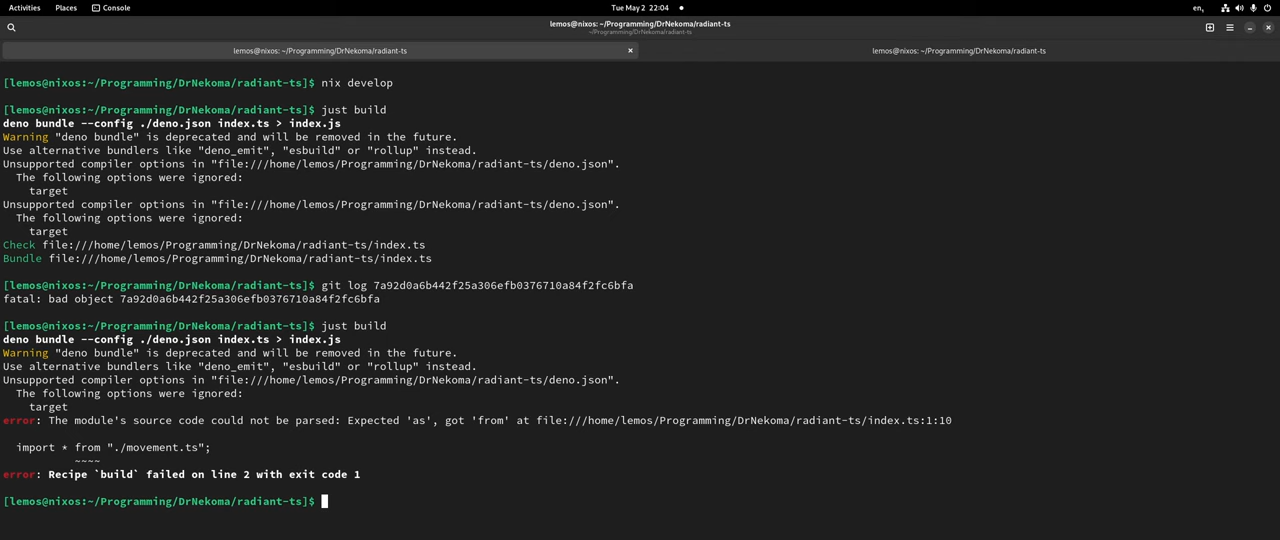 Activities Places Console Tue May 2 22:04 en,
lemos@nixos: ~/Programming/DrNekoma/radiant-ts
~/Programming/DrNekoma/radiant-ts
lemos@nixos: ~/Programming/DrNekoma/radiant-ts × lemos@nixos: ~/Programming/DrNekoma/radiant-ts
[lemos@nixos:~/Programming/DrNekoma/radiant-ts]$ nix develop
[lemos@nixos:~/Programming/DrNekoma/radiant-ts]$ just build
deno bundle --config ./deno.json index.ts > index.js
Warning "deno bundle" is deprecated and will be removed in the future.
Use alternative bundlers like "deno_emit", "esbuild" or "rollup" instead.
Unsupported compiler options in "file:///home/lemos/Programming/DrNekoma/radiant-ts/deno.json".
The following options were ignored:
target
Unsupported compiler options in "file:///home/lemos/Programming/DrNekoma/radiant-ts/deno.json".
The following options were ignored:
target
Check file:///home/lemos/Programming/DrNekoma/radiant-ts/index.ts
Bundle file:///home/lemos/Programming/DrNekoma/radiant-ts/index.ts
[lemos@nixos:~/Programming/DrNekoma/radiant-ts]$ git log 7a92d0a6b442f25a306efb0376710a84f2fc6bfa
fatal: bad object 7a92d0a6b442f25a306efb0376710a84f2fc6bfa
[lemos@nixos:~/Programming/DrNekoma/radiant-ts]$ just build
deno bundle --config ./deno.json index.ts > index.js
Warning "deno bundle" is deprecated and will be removed in the future.
Use alternative bundlers like "deno_emit", "esbuild" or "rollup" instead.
Unsupported compiler options in "file:///home/lemos/Programming/DrNekoma/radiant-ts/deno.json".
The following options were ignored:
target
error: The module's source code could not be parsed: Expected 'as', got 'from' at file:///home/lemos/Programming/DrNekoma/radiant-ts/index.ts:1:10
import * from "./movement.ts";
~~~~
error: Recipe `build` failed on line 2 with exit code 1
[lemos@nixos:~/Programming/DrNekoma/radiant-ts]$